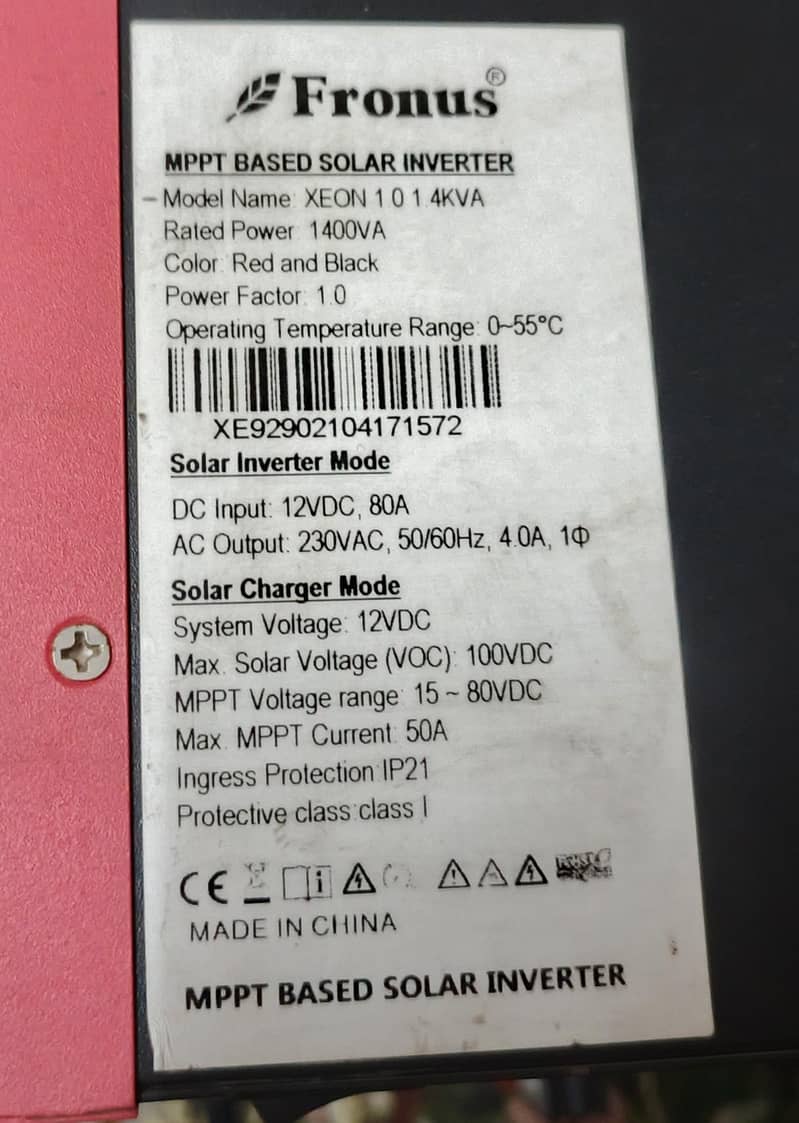 Fronus®
MPPT BASED SOLAR INVERTER
Model Name: XEON 1.0 1.4KVA
Rated Power: 1400VA
Color: Red and Black
Power Factor: 1.0
Operating Temperature Range: 0~55°C
XE92902104171572
Solar Inverter Mode
DC Input: 12VDC, 80A
AC Output: 230VAC, 50/60Hz, 4.0A, 1Φ
Solar Charger Mode
System Voltage: 12VDC
Max. Solar Voltage (VOC): 100VDC
MPPT Voltage range: 15 ~ 80VDC
Max. MPPT Current: 50A
Ingress Protection:IP21
Protective class:class I
CE
MADE IN CHINA
MPPT BASED SOLAR INVERTER